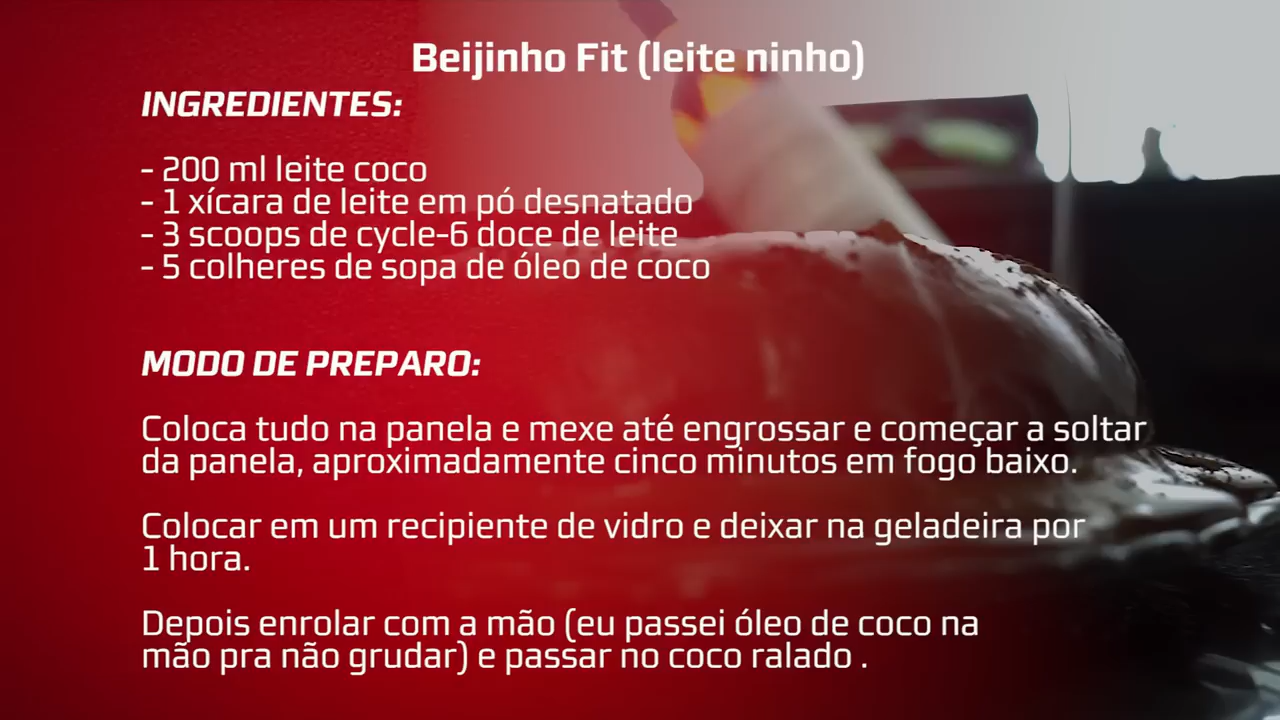 Beijinho Fit (leite ninho)
INGREDIENTES:
- 200 ml leite coco
- 1 xícara de leite em pó desnatado
- 3 scoops de cycle-6 doce de leite
- 5 colheres de sopa de óleo de coco
MODO DE PREPARO:
Coloca tudo na panela e mexe até engrossar e começar a soltar
da panela, aproximadamente cinco minutos em fogo baixo.
Colocar em um recipiente de vidro e deixar na geladeira por
1 hora.
Depois enrolar com a mão (eu passei óleo de coco na
mão pra não grudar) e passar no coco ralado .